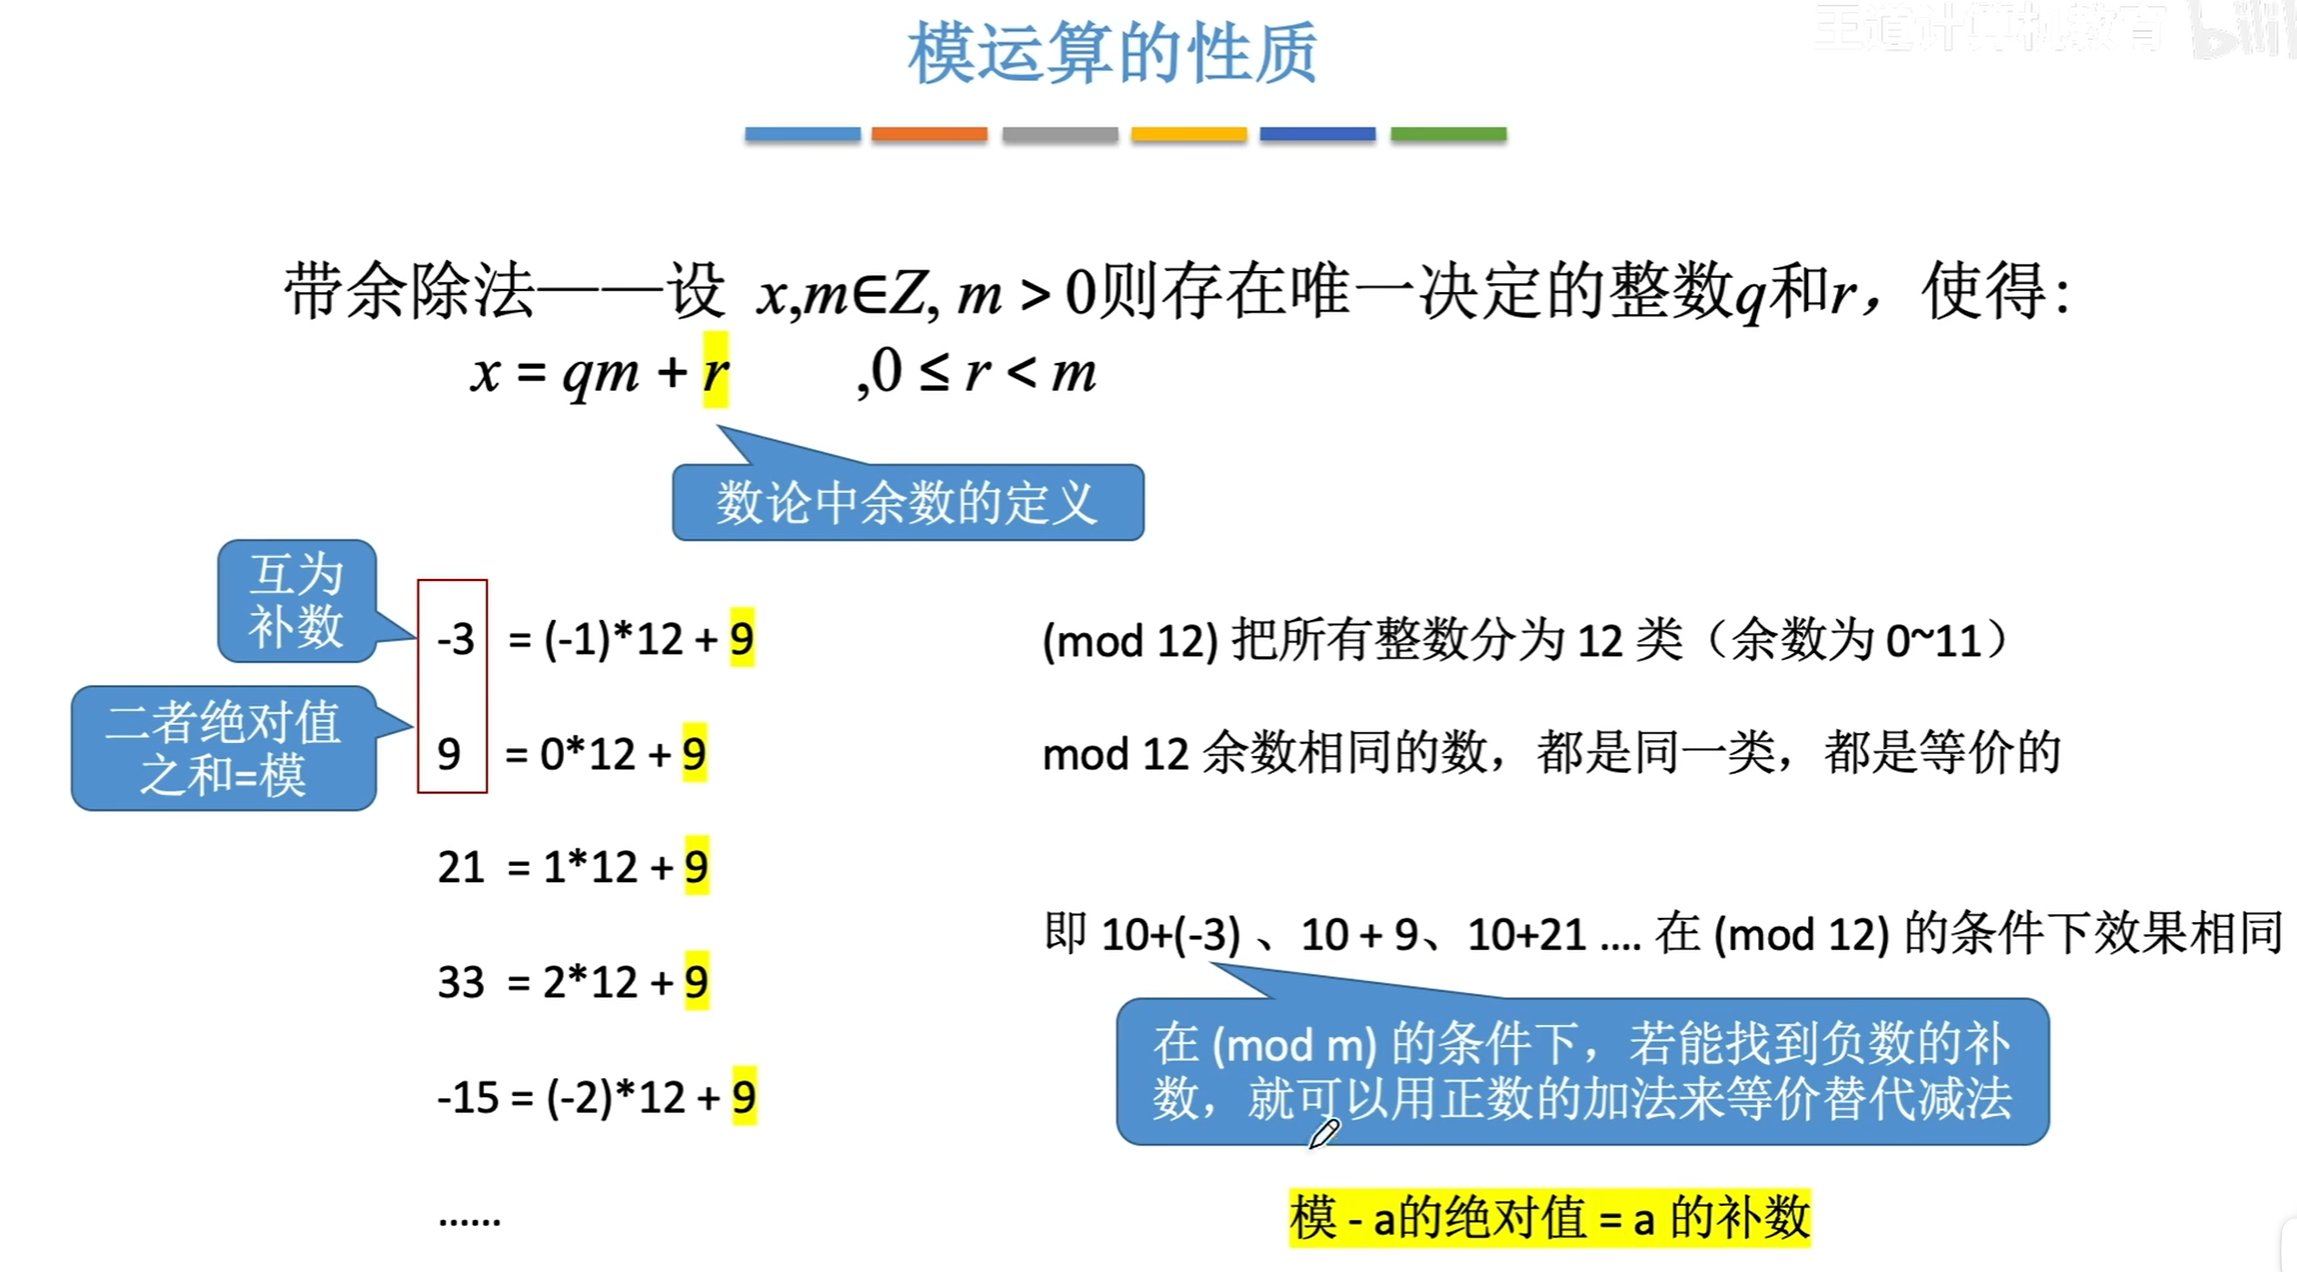 模运算的性质
王道计算机教育
带余除法——设 x,m∈Z, m > 0则存在唯一决定的整数q和r，使得：
x = qm + r ,0 ≤ r < m
数论中余数的定义
互为
补数
二者绝对值
之和=模
-3 = (-1)*12 + 9
9 = 0*12 + 9
21 = 1*12 + 9
33 = 2*12 + 9
-15 = (-2)*12 + 9
......
(mod 12) 把所有整数分为 12 类（余数为 0~11）
mod 12 余数相同的数，都是同一类，都是等价的
即 10+(-3) 、10 + 9、10+21 .... 在 (mod 12) 的条件下效果相同
在 (mod m) 的条件下，若能找到负数的补
数，就可以用正数的加法来等价替代减法
模 - a的绝对值 = a 的补数